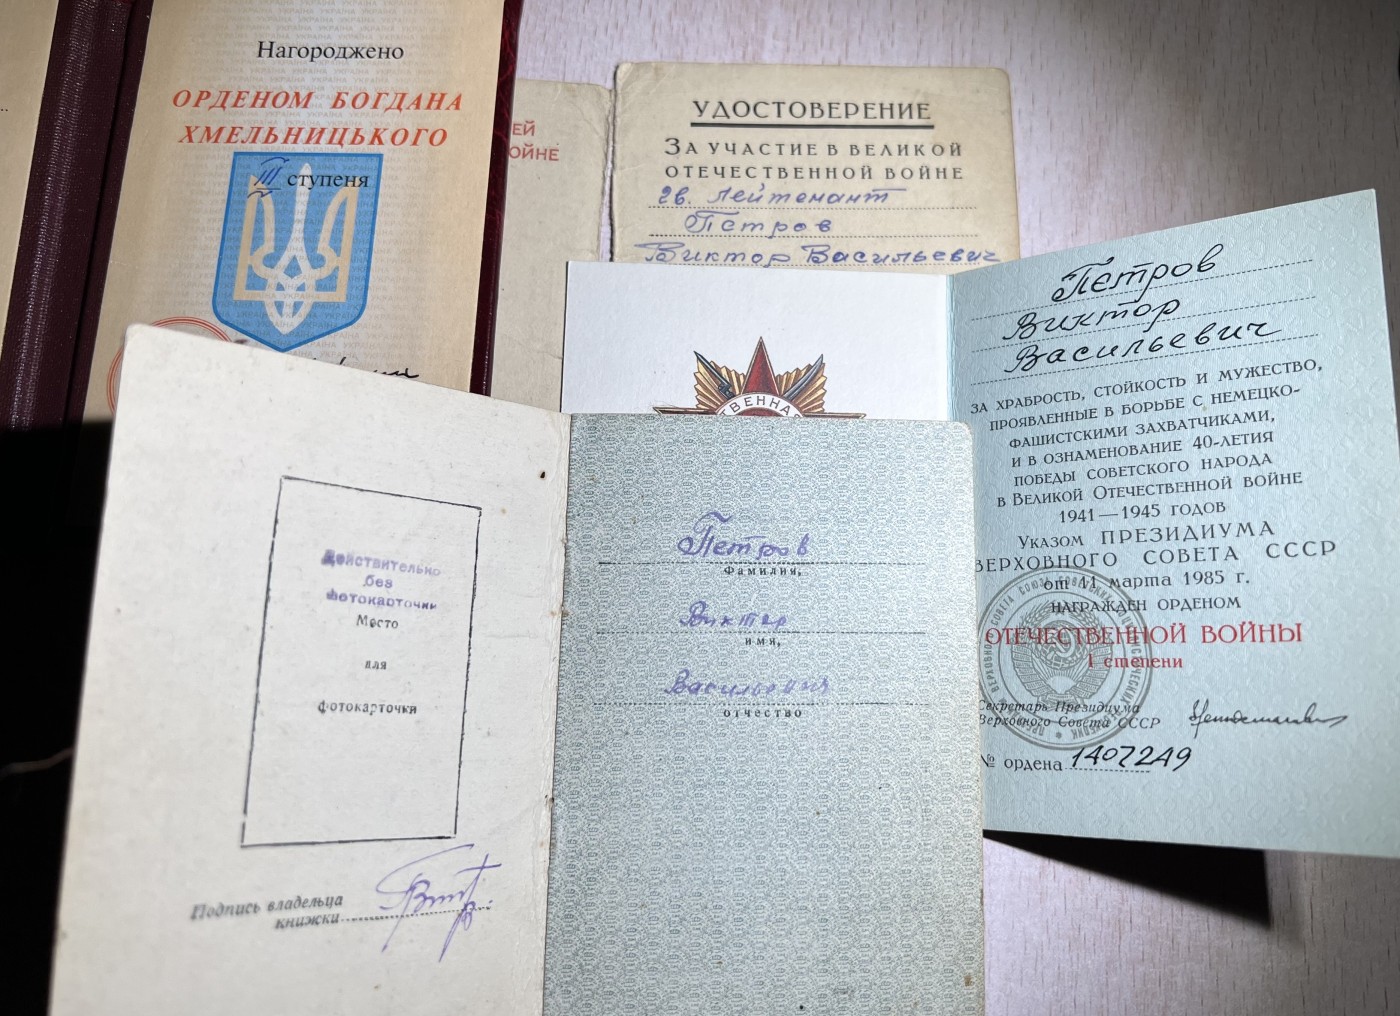 Нагороджено
ОРДЕНОМ БОГДАНА
ХМЕЛЬНИЦЬКОГО
III ступеня
ЕЙ
ОЙНЕ
УДОСТОВЕРЕНИЕ
ЗА УЧАСТИЕ В ВЕЛИКОЙ
ОТЕЧЕСТВЕННОЙ ВОЙНЕ
гв. лейтенант
Петров
Виктор Васильевич
ТВЕННАЯ
Петров
Виктор
Васильевич
ЗА ХРАБРОСТЬ, СТОЙКОСТЬ И МУЖЕСТВО,
ПРОЯВЛЕННЫЕ В БОРЬБЕ С НЕМЕЦКО-
ФАШИСТСКИМИ ЗАХВАТЧИКАМИ,
И В ОЗНАМЕНОВАНИЕ 40-ЛЕТИЯ
ПОБЕДЫ СОВЕТСКОГО НАРОДА
В ВЕЛИКОЙ ОТЕЧЕСТВЕННОЙ ВОЙНЕ
1941—1945 ГОДОВ
УКАЗОМ ПРЕЗИДИУМА
ВЕРХОВНОГО СОВЕТА СССР
от 11 марта 1985 г.
НАГРАЖДЕН ОРДЕНОМ
ОТЕЧЕСТВЕННОЙ ВОЙНЫ
I степени
Секретарь Президиума
Верховного Совета СССР
№ ордена 1407249
Действительно
без
фотокарточки
Место
для
фотокарточки
Подпись владельца
книжки
Петров
Фамилия,
Виктор
имя,
Васильевич
отчество